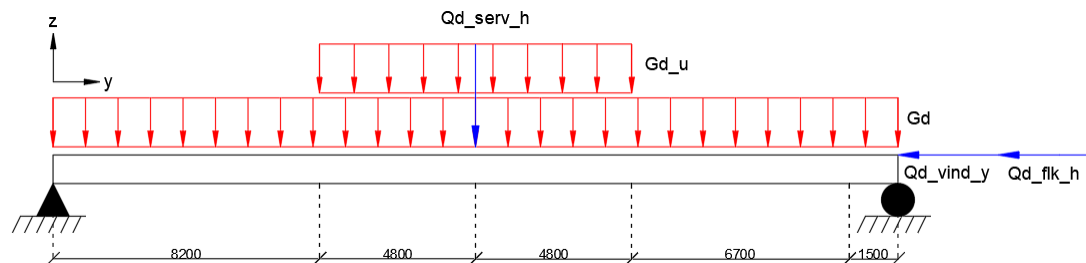 Qd_serv_h
z
Gd_u
y
Gd
Qd_vind_y
Qd_flk_h
8200
4800
4800
6700
1500